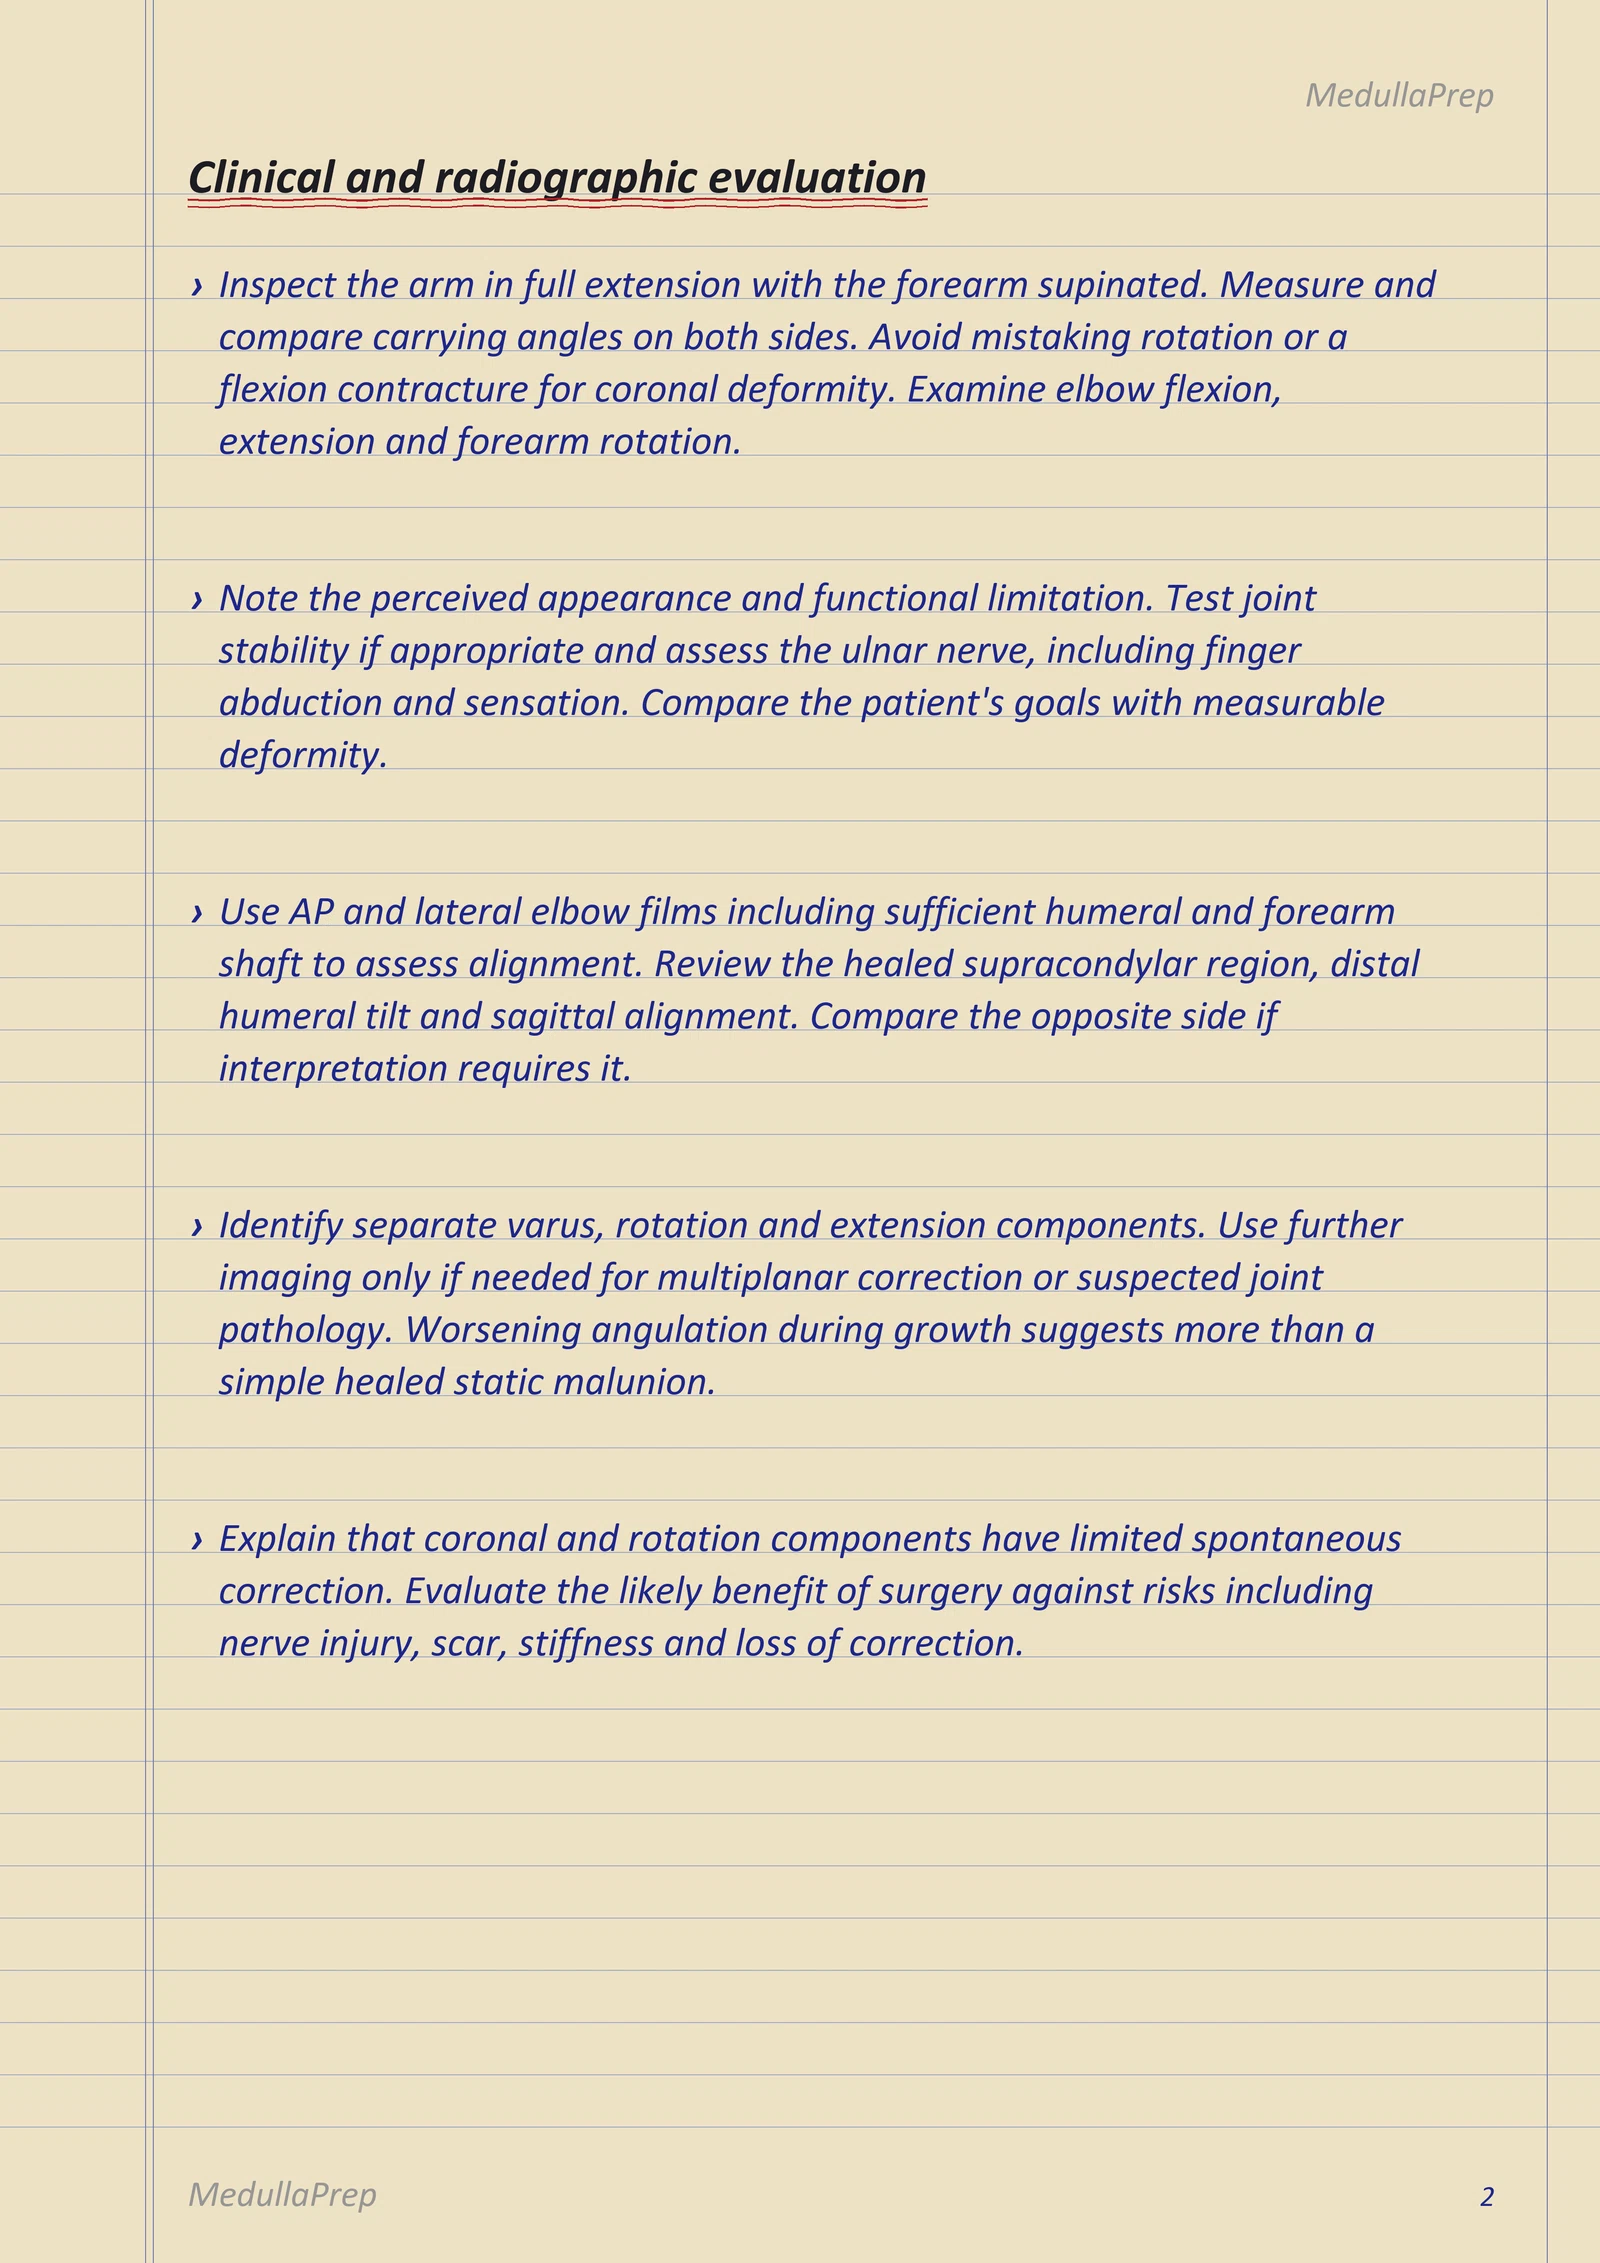 MedullaPrep
Clinical and radiographic evaluation
› Inspect the arm in full extension with the forearm supinated. Measure and
compare carrying angles on both sides. Avoid mistaking rotation or a
flexion contracture for coronal deformity. Examine elbow flexion,
extension and forearm rotation.
› Note the perceived appearance and functional limitation. Test joint
stability if appropriate and assess the ulnar nerve, including finger
abduction and sensation. Compare the patient's goals with measurable
deformity.
› Use AP and lateral elbow films including sufficient humeral and forearm
shaft to assess alignment. Review the healed supracondylar region, distal
humeral tilt and sagittal alignment. Compare the opposite side if
interpretation requires it.
› Identify separate varus, rotation and extension components. Use further
imaging only if needed for multiplanar correction or suspected joint
pathology. Worsening angulation during growth suggests more than a
simple healed static malunion.
› Explain that coronal and rotation components have limited spontaneous
correction. Evaluate the likely benefit of surgery against risks including
nerve injury, scar, stiffness and loss of correction.
MedullaPrep
2